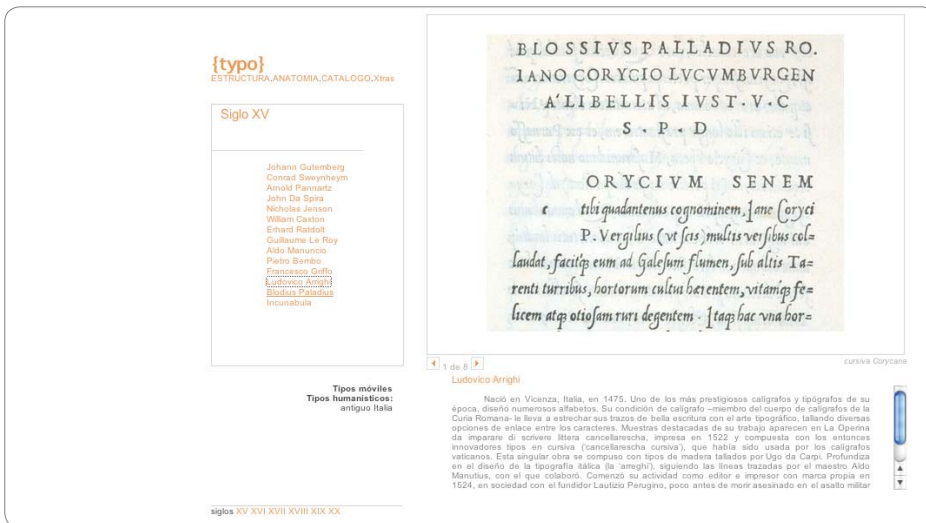 {typo}
ESTRUCTURA,ANATOMIA,CATALOGO,Xtras
Siglo XV
Johann Gutemberg
Conrad Sweynheym
Arnold Pannartz
John Da Spira
Nicholas Jenson
William Caxton
Erhard Ratdolt
Guillaume Le Roy
Aldo Manuncio
Pietro Bembo
Francesco Griffo
Ludovico Arrighi
Blodius Paladius
Incunabula
Tipos móviles
Tipos humanísticos:
antiguo Italia
siglos XV XVI XVII XVIII XIX XX
BLOSSIVS PALLADIVS RO.
IANO CORYCIO LVCVMBVRGEN
A' LIBELLIS IVST. V. C
S. P. D
ORYCIVM SENEM
c tibi quadantenus cognominem, Iane Coryci
P. Vergilius (vt scis) multis versibus col=
laudat, facitqꝫ eum ad Galesum flumen, sub altis Ta=
renti turribus, hortorum cultui hærentem, vitamqꝫ fe=
licem atqꝫ otiosam ruri degentem. Itaqꝫ hac vna hor=
1 de 8
cursiva Corycana
Ludovico Arrighi
Nació en Vicenza, Italia, en 1475. Uno de los más prestigiosos calígrafos y tipógrafos de su
época, diseñó numerosos alfabetos. Su condición de calígrafo –miembro del cuerpo de calígrafos de la
Curia Romana- le lleva a estrechar sus trazos de bella escritura con el arte tipográfico, tallando diversas
opciones de enlace entre los caracteres. Muestras destacadas de su trabajo aparecen en La Operina
da imparare di scrivere littera cancellarescha, impresa en 1522 y compuesta con los entonces
innovadores tipos en cursiva ('cancellarescha cursiva'), que había sido usada por los calígrafos
vaticanos. Esta singular obra se compuso con tipos de madera tallados por Ugo da Carpi. Profundiza
en el diseño de la tipografía itálica (la 'arreghi'), siguiendo las líneas trazadas por el maestro Aldo
Manutius, con el que colaboró. Comenzó su actividad como editor e impresor con marca propia en
1524, en sociedad con el fundidor Lautizio Perugino, poco antes de morir asesinado en el asalto militar